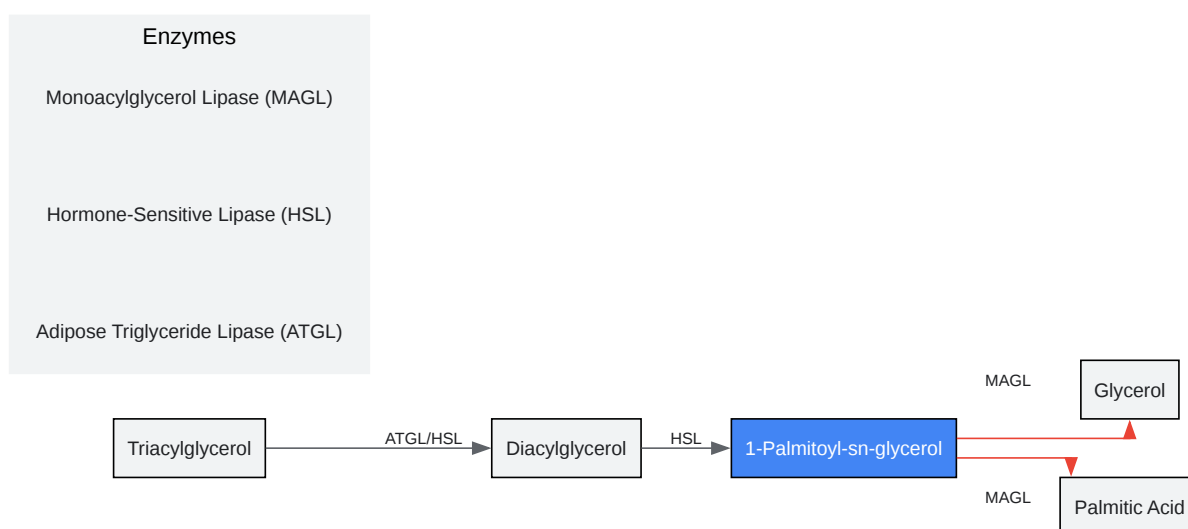 Enzymes
Monoacylglycerol Lipase (MAGL)
Hormone-Sensitive Lipase (HSL)
Adipose Triglyceride Lipase (ATGL)
Triacylglycerol
ATGL/HSL
Diacylglycerol
HSL
1-Palmitoyl-sn-glycerol
MAGL
Glycerol
MAGL
Palmitic Acid